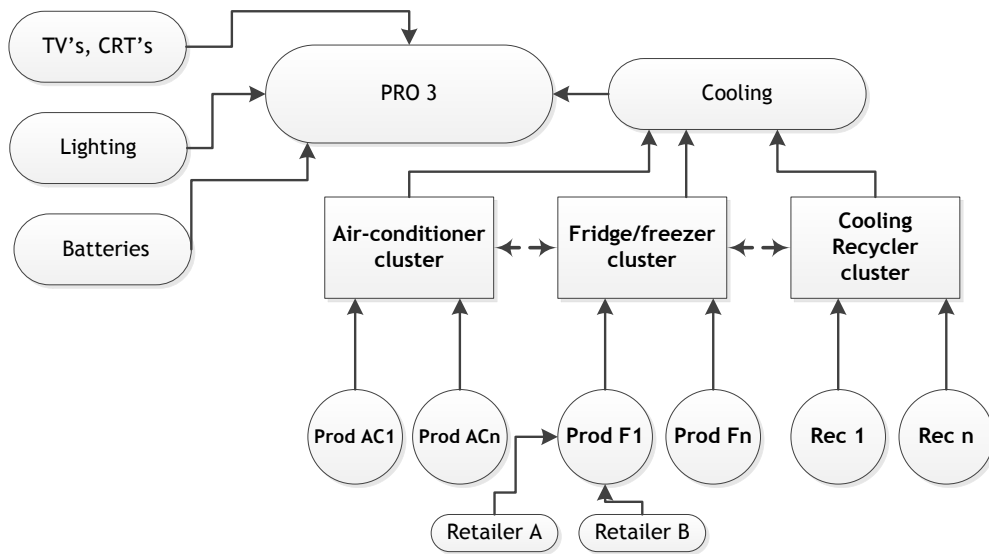 TV’s, CRT’s
PRO 3
Cooling
Lighting
Batteries
Air-conditioner
cluster
Fridge/freezer
cluster
Cooling
Recycler
cluster
Prod AC1
Prod ACn
Prod F1
Prod Fn
Rec 1
Rec n
Retailer A
Retailer B